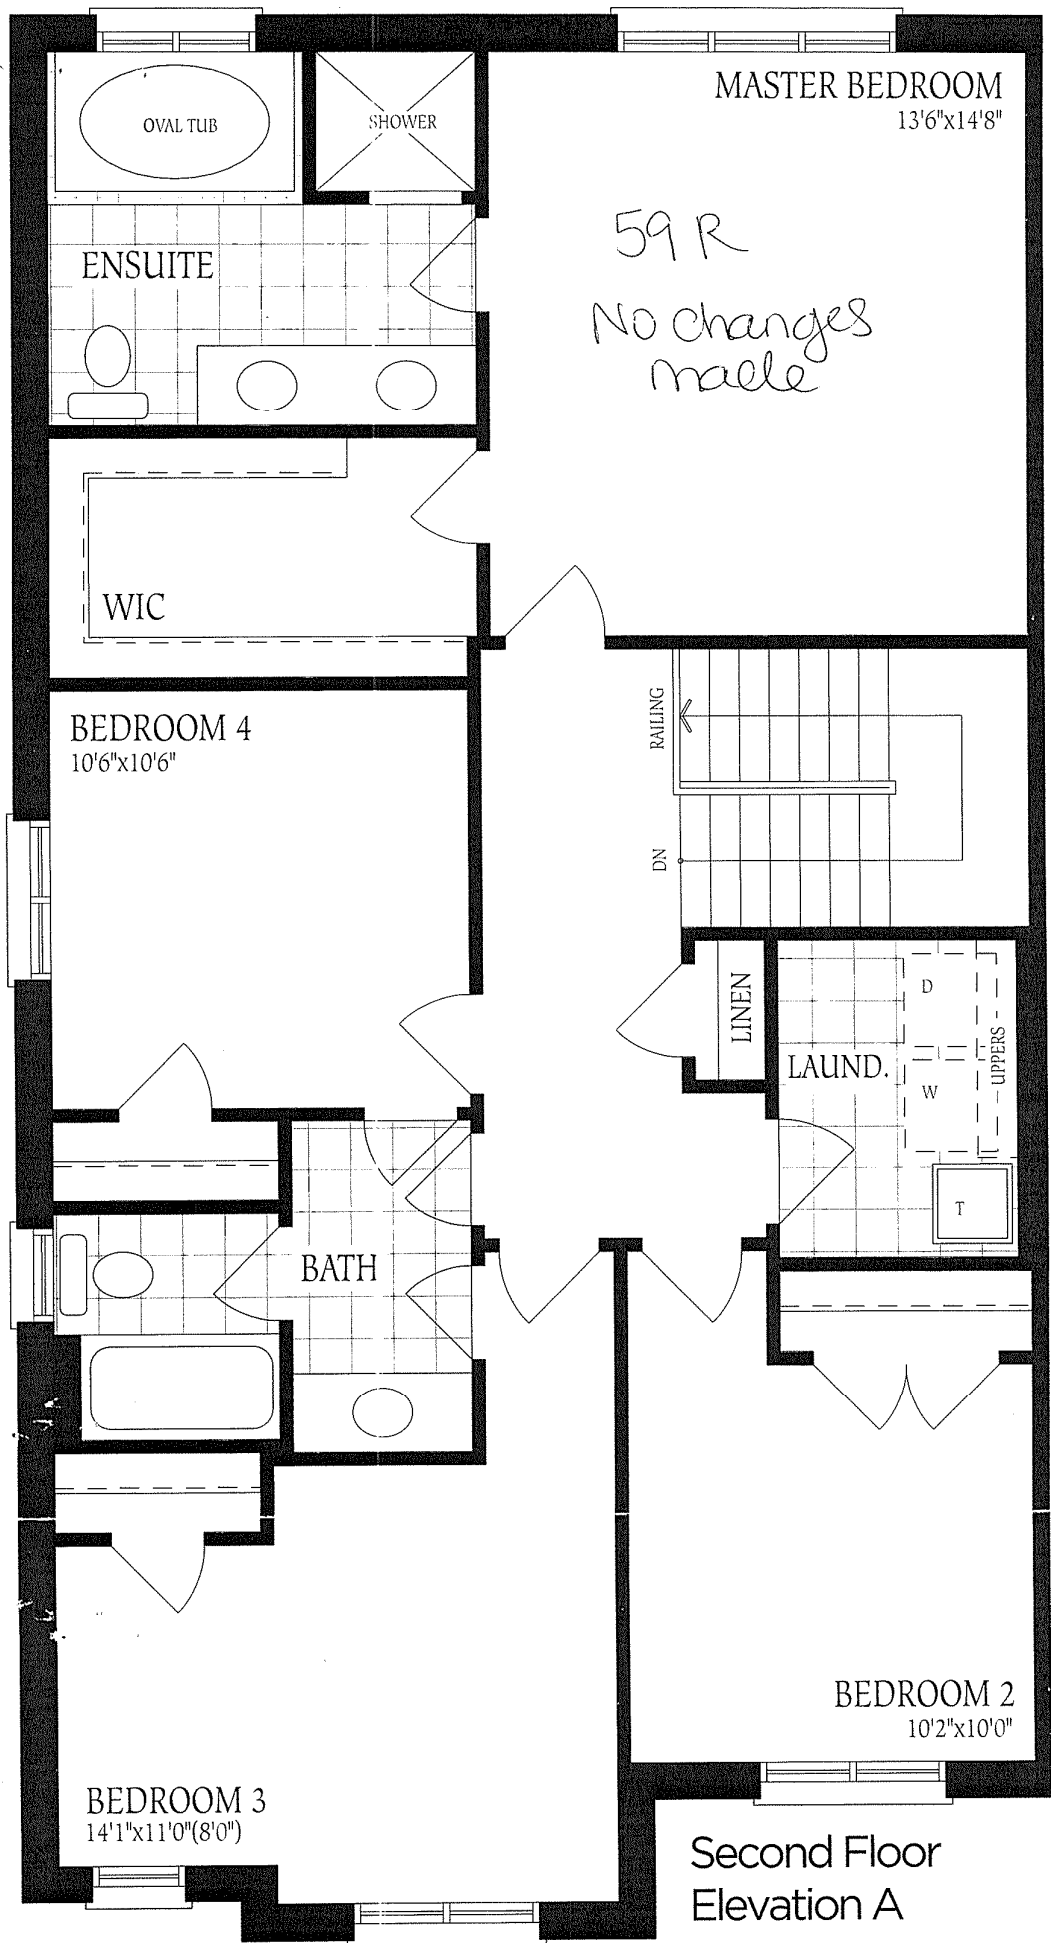 MASTER BEDROOM
13'6"x14'8"
OVAL TUB
SHOWER
59 R
No changes
made
ENSUITE
WIC
BEDROOM 4
10'6"x10'6"
RAILING
DN
LINEN
LAUND.
D
W
UPPERS
T
BATH
BEDROOM 2
10'2"x10'0"
BEDROOM 3
14'1"x11'0"(8'0")
Second Floor
Elevation A